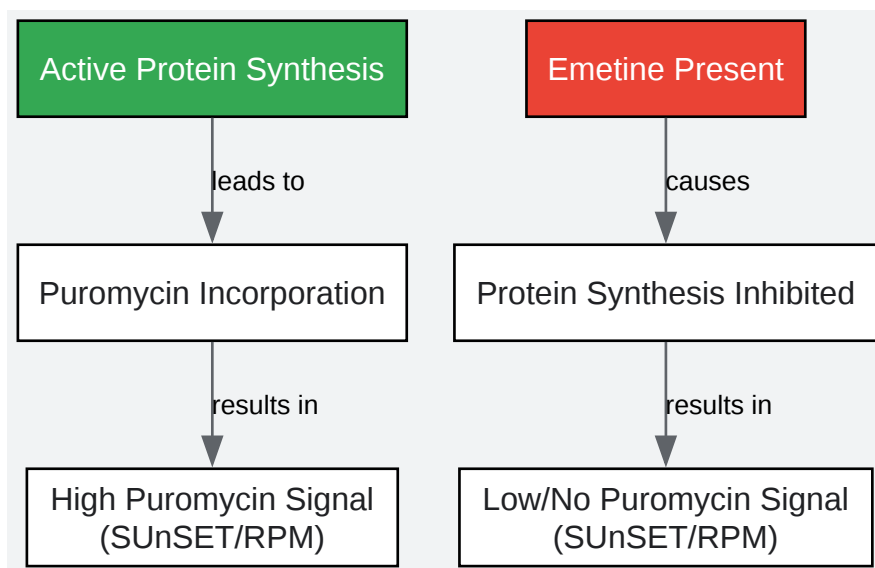 Active Protein Synthesis
Emetine Present
leads to
causes
Puromycin Incorporation
Protein Synthesis Inhibited
results in
results in
High Puromycin Signal
(SUnSET/RPM)
Low/No Puromycin Signal
(SUnSET/RPM)